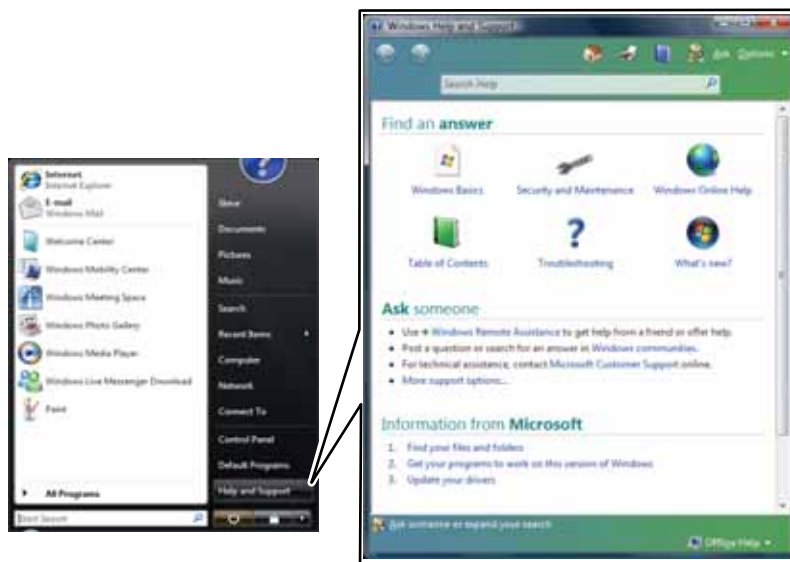 Internet
Internet Explorer
E-mail
Windows Mail
Welcome Center
Windows Mobility Center
Windows Meeting Space
Windows Photo Gallery
Windows Media Player
Windows Live Messenger Download
Paint
All Programs
Start Search
Steve
Documents
Pictures
Music
Search
Recent Items
Computer
Network
Connect To
Control Panel
Default Programs
Help and Support
Windows Help and Support
Ask Options
Search Help
Find an answer
Windows Basics Security and Maintenance Windows Online Help
Table of Contents Troubleshooting What's new?
Ask someone
Use Windows Remote Assistance to get help from a friend or offer help.
Post a question or search for an answer in Windows communities.
For technical assistance, contact Microsoft Customer Support online.
More support options...
Information from Microsoft
1. Find your files and folders
2. Get your programs to work on this version of Windows
3. Update your drivers
Ask someone or expand your search
Office Help